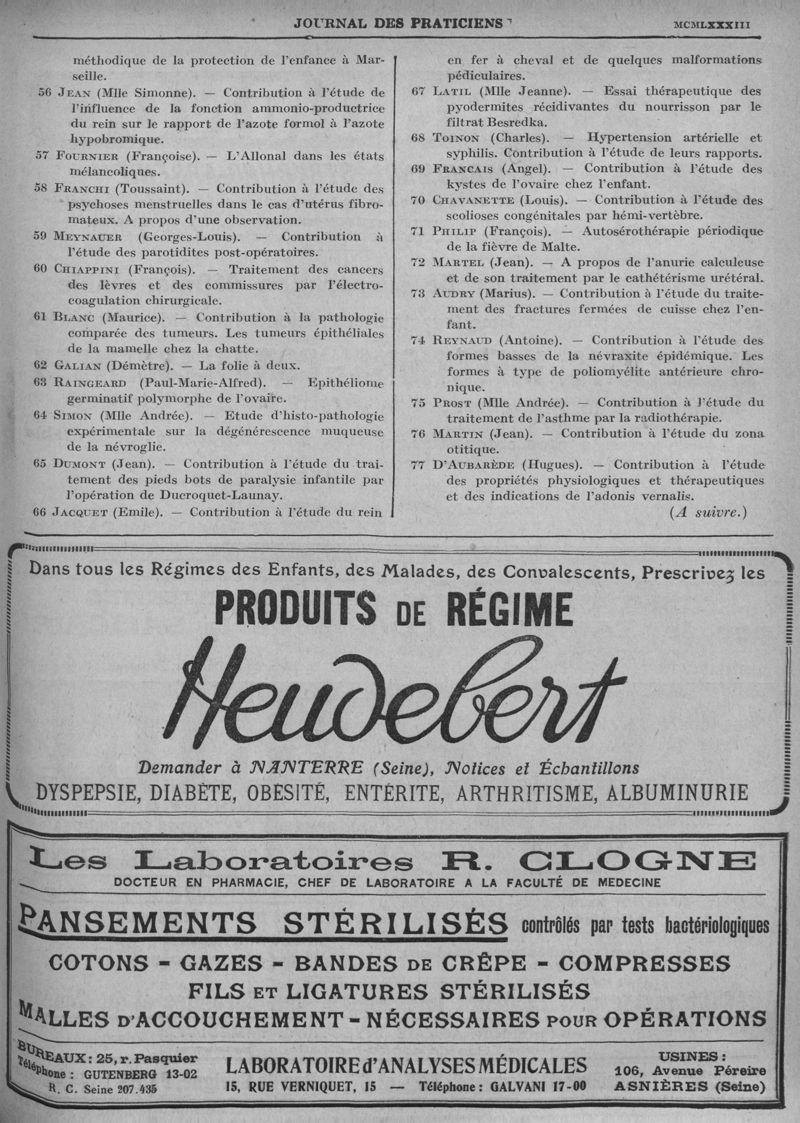 JOURNAL DES PRATICIENS
MCMLXXXIII
méthodique de la protection de l'enfance à Mar-
seille.
56 JEAN (Mlle Simonne). — Contribution à l'étude de
l'influence de la fonction ammonio-productrice
du rein sur le rapport de l'azote formol à l'azote
hypobromique.
57 FOURNIER (Françoise). — L'Allonal dans les états
mélancoliques.
58 FRANCHI (Toussaint). — Contribution à l'étude des
psychoses menstruelles dans le cas d'utérus fibro-
mateux. A propos d'une observation.
59 MEYNAUER (Georges-Louis). — Contribution à
l'étude des parotidites post-opératoires.
60 CHIAPPINI (François). — Traitement des cancers
des lèvres et des commissures par l'électro-
coagulation chirurgicale.
61 BLANC (Maurice). — Contribution à la pathologie
comparée des tumeurs. Les tumeurs épithéliales
de la mamelle chez la chatte.
62 GALIAN (Démètre). — La folie à deux.
63 RAINGEARD (Paul-Marie-Alfred). — Epithéliome
germinatif polymorphe de l'ovaire.
64 SIMON (Mlle Andrée). — Etude d'histo-pathologie
expérimentale sur la dégénérescence muqueuse
de la névroglie.
65 DUMONT (Jean). — Contribution à l'étude du trai-
tement des pieds bots de paralysie infantile par
l'opération de Ducroquet-Launay.
66 JACQUET (Emile). — Contribution à l'étude du rein
en fer à cheval et de quelques malformations
pédiculaires.
67 LATIL (Mlle Jeanne). — Essai thérapeutique des
pyodermites récidivantes du nourrisson par le
filtrat Besredka.
68 TOINON (Charles). — Hypertension artérielle et
syphilis. Contribution à l'étude de leurs rapports.
69 FRANCAIS (Angel). — Contribution à l'étude des
kystes de l'ovaire chez l'enfant.
70 CHAVANETTE (Louis). — Contribution à l'étude des
scolioses congénitales par hémi-vertèbre.
71 PHILIP (François). — Autosérothérapie périodique
de la fièvre de Malte.
72 MARTEL (Jean). — A propos de l'anurie calculeuse
et de son traitement par le cathétérisme urétéral.
73 AUDRY (Marius). — Contribution à l'étude du traite-
ment des fractures fermées de cuisse chez l'en-
fant.
74 REYNAUD (Antoine). — Contribution à l'étude des
formes basses de la névraxite épidémique. Les
formes à type de poliomyélite antérieure chro-
nique.
75 PROST (Mlle Andrée). — Contribution à l'étude du
traitement de l'asthme par la radiothérapie.
76 MARTIN (Jean). — Contribution à l'étude du zona
otitique.
77 D'AUBARÈDE (Hugues). — Contribution à l'étude
des propriétés physiologiques et thérapeutiques
et des indications de l'adonis vernalis.
(A suivre.)
Dans tous les Régimes des Enfants, des Malades, des Convalescents, Prescrivez les
PRODUITS DE RÉGIME
Heudebert
Demander à NANTERRE (Seine), Notices et Échantillons
DYSPEPSIE, DIABÈTE, OBÉSITÉ, ENTÉRITE, ARTHRITISME, ALBUMINURIE
Les Laboratoires R. CLOGNE
DOCTEUR EN PHARMACIE, CHEF DE LABORATOIRE A LA FACULTÉ DE MEDECINE
PANSEMENTS STÉRILISÉS contrôlés par tests bactériologiques
COTONS - GAZES - BANDES DE CRÊPE - COMPRESSES
FILS ET LIGATURES STÉRILISÉS
MALLES D'ACCOUCHEMENT - NÉCESSAIRES POUR OPÉRATIONS
BUREAUX : 25, r. Pasquier
Téléphone : GUTENBERG 13-02
R. C. Seine 207.435
LABORATOIRE d'ANALYSES MÉDICALES
15, RUE VERNIQUET, 15 — Téléphone : GALVANI 17-00
USINES :
106, Avenue Péreire
ASNIÈRES (Seine)